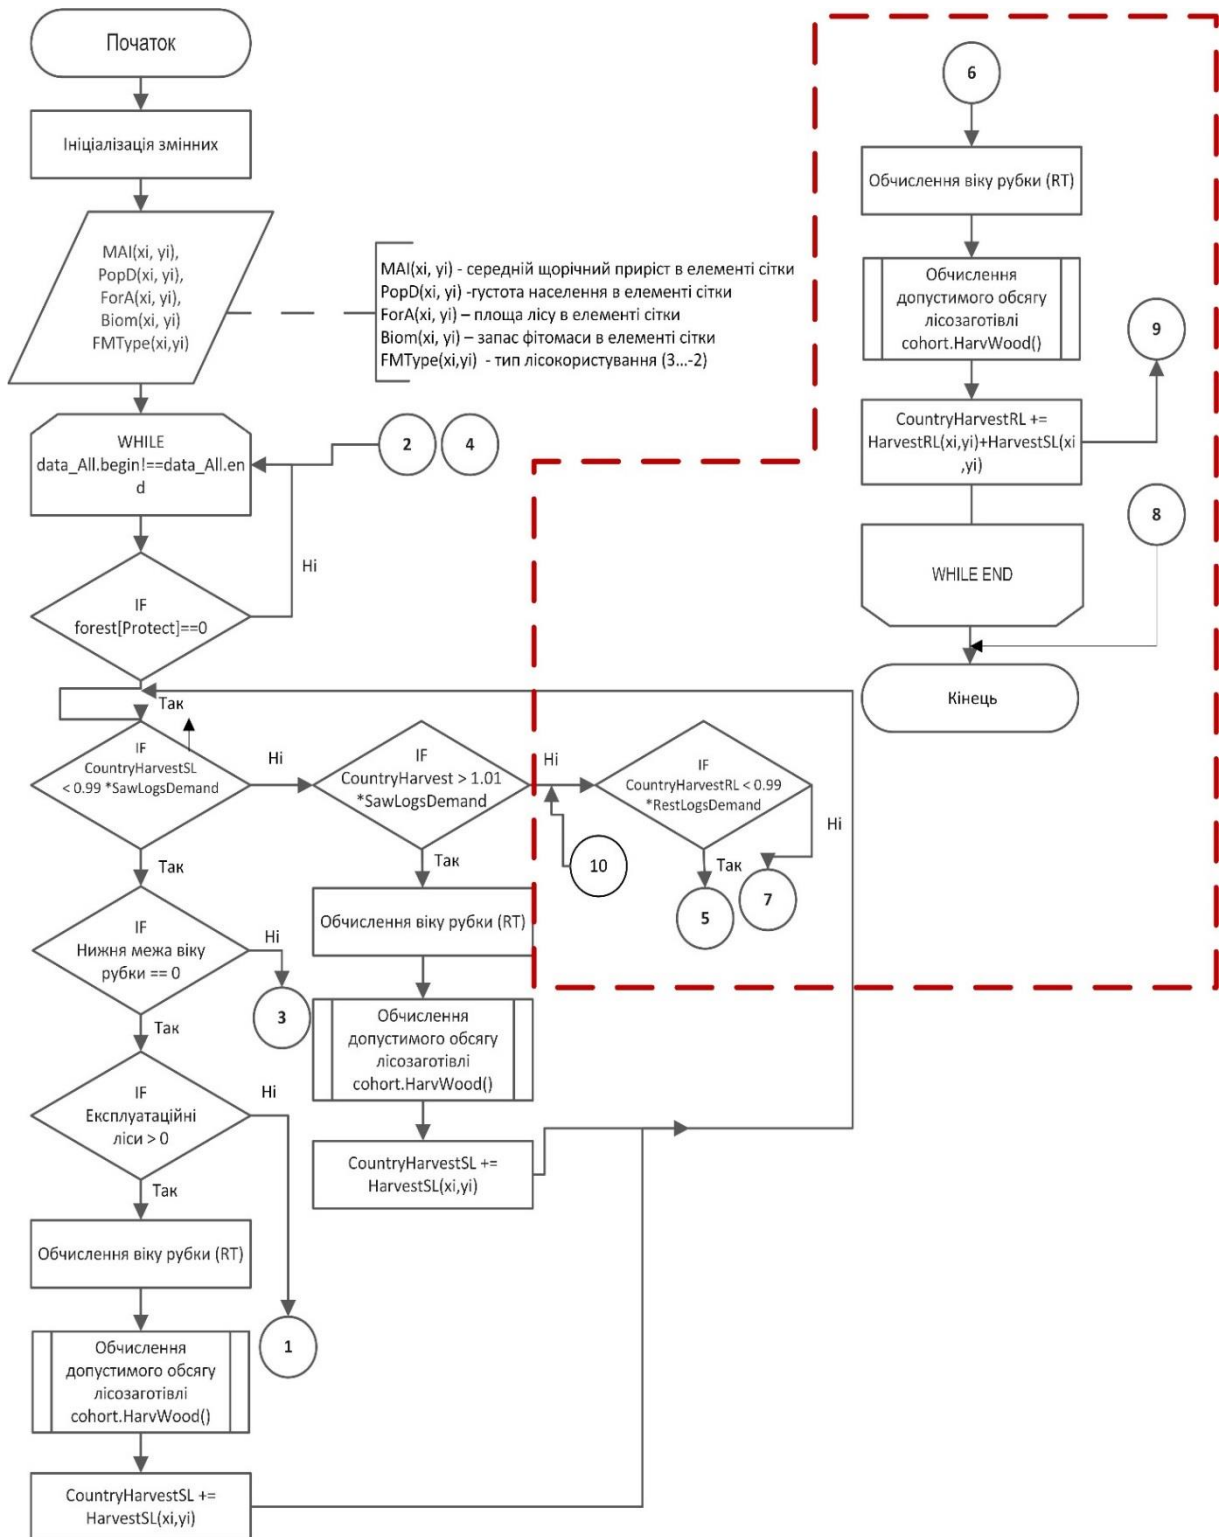 Початок
Ініціалізація змінних
MAI(xi, yi),
PopD(xi, yi),
ForA(xi, yi),
Biom(xi, yi)
FMType(xi,yi)
MAI(xi, yi) - середній щорічний приріст в елементі сітки
PopD(xi, yi) -густота населення в елементі сітки
ForA(xi, yi) – площа лісу в елементі сітки
Biom(xi, yi) – запас фітомаси в елементі сітки
FMType(xi,yi)  - тип лісокористування (3...-2)
WHILE
data_All.begin!==data_All.en
d
2
4
Ні
IF
forest[Protect]==0
Так
IF
CountryHarvestSL
< 0.99 *SawLogsDemand
Ні
IF
CountryHarvest > 1.01
*SawLogsDemand
Ні
IF
CountryHarvestRL < 0.99
*RestLogsDemand
Ні
10
Так
5
7
Так
Обчислення віку рубки (RT)
Обчислення
допустимого обсягу
лісозаготівлі
cohort.HarvWood()
CountryHarvestSL +=
HarvestSL(xi,yi)
Так
IF
Нижня межа віку
рубки == 0
Ні
3
Так
IF
Експлуатаційні
ліси > 0
Ні
1
Так
Обчислення віку рубки (RT)
Обчислення
допустимого обсягу
лісозаготівлі
cohort.HarvWood()
CountryHarvestSL +=
HarvestSL(xi,yi)
6
Обчислення віку рубки (RT)
Обчислення
допустимого обсягу
лісозаготівлі
cohort.HarvWood()
9
CountryHarvestRL +=
HarvestRL(xi,yi)+HarvestSL(xi
,yi)
8
WHILE END
Кінець